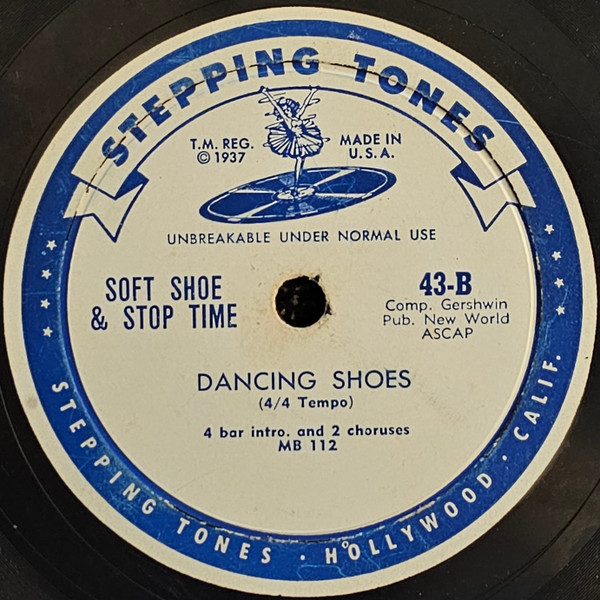 STEPPING TONES
T.M. REG.
© 1937
MADE IN
U.S.A.
UNBREAKABLE UNDER NORMAL USE
SOFT SHOE
& STOP TIME
43-B
Comp. Gershwin
Pub. New World
ASCAP
DANCING SHOES
(4/4 Tempo)
4 bar intro. and 2 choruses
MB 112
STEPPING TONES · HOLLYWOOD · CALIF.